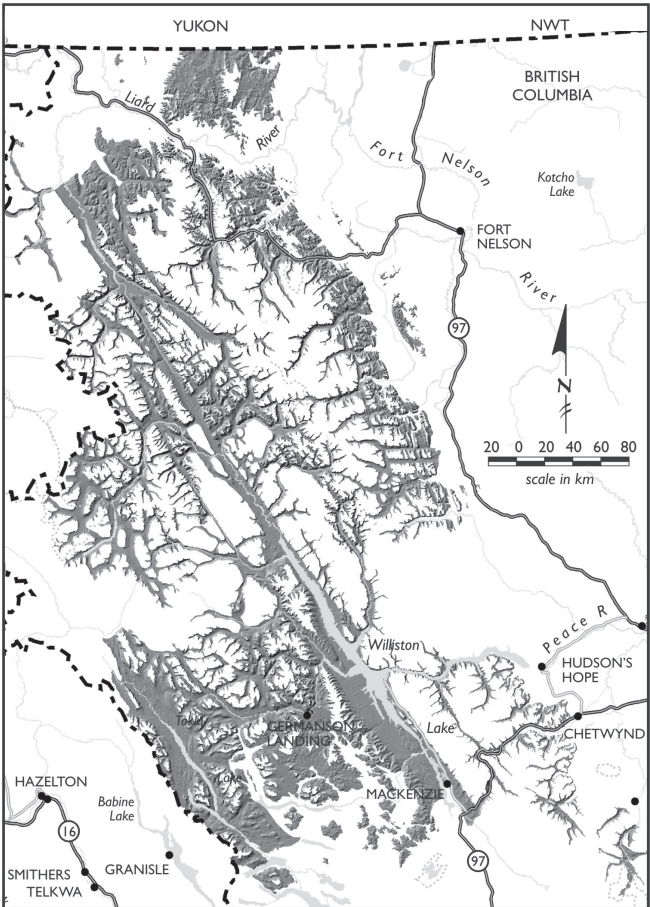 YUKON
NWT
BRITISH
COLUMBIA
Liard
River
Fort
Nelson
Kotcho
Lake
FORT
NELSON
River
97
N
20 0 20 40 60 80
scale in km
Peace R
Williston
HUDSON'S
HOPE
Takla
GERMANSON
LANDING
Lake
CHETWYND
Lake
MACKENZIE
HAZELTON
Babine
Lake
16
97
GRANISLE
SMITHERS
TELKWA